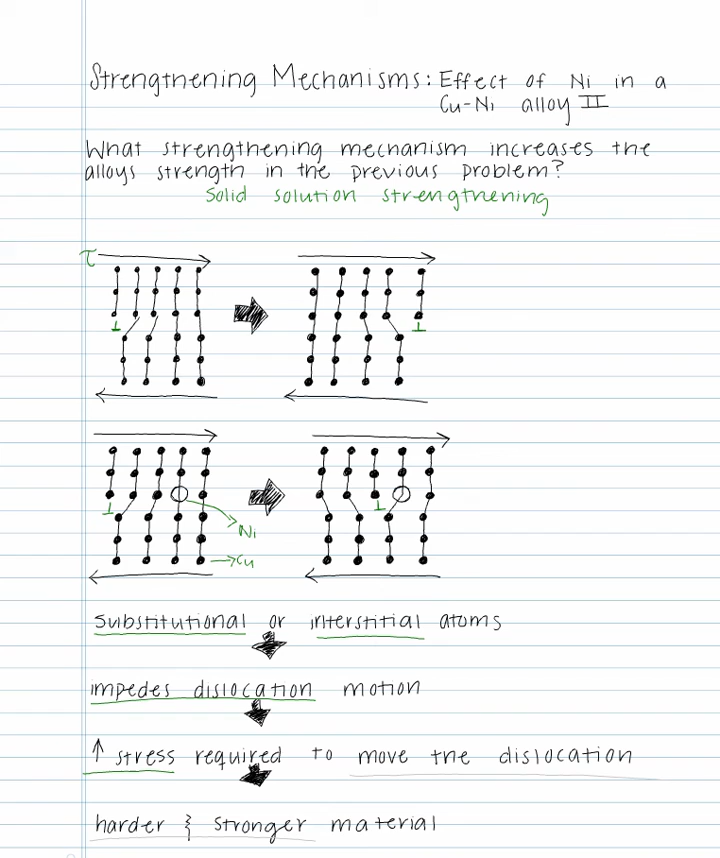 Strengthening Mechanisms: Effect of Ni in a
Cu-Ni alloy II
What strengthening mechanism increases the
alloys strength in the previous problem?
Solid solution strengthening
τ
⊥
⊥
⊥
⊥
Ni
Cu
substitutional or interstitial atoms
impedes dislocation motion
↑ stress required to move the dislocation
harder & stronger material